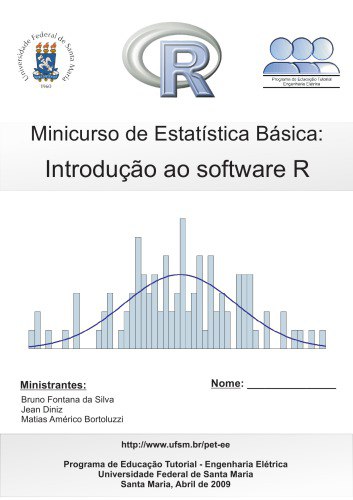 Universidade Federal de Santa Maria
1960
R
Programa de Educação Tutorial
Engenharia Elétrica
Minicurso de Estatística Básica:
Introdução ao software R
Ministrantes:
Nome: _______________
Bruno Fontana da Silva
Jean Diniz
Matias Américo Bortoluzzi
http://www.ufsm.br/pet-ee
Programa de Educação Tutorial - Engenharia Elétrica
Universidade Federal de Santa Maria
Santa Maria, Abril de 2009